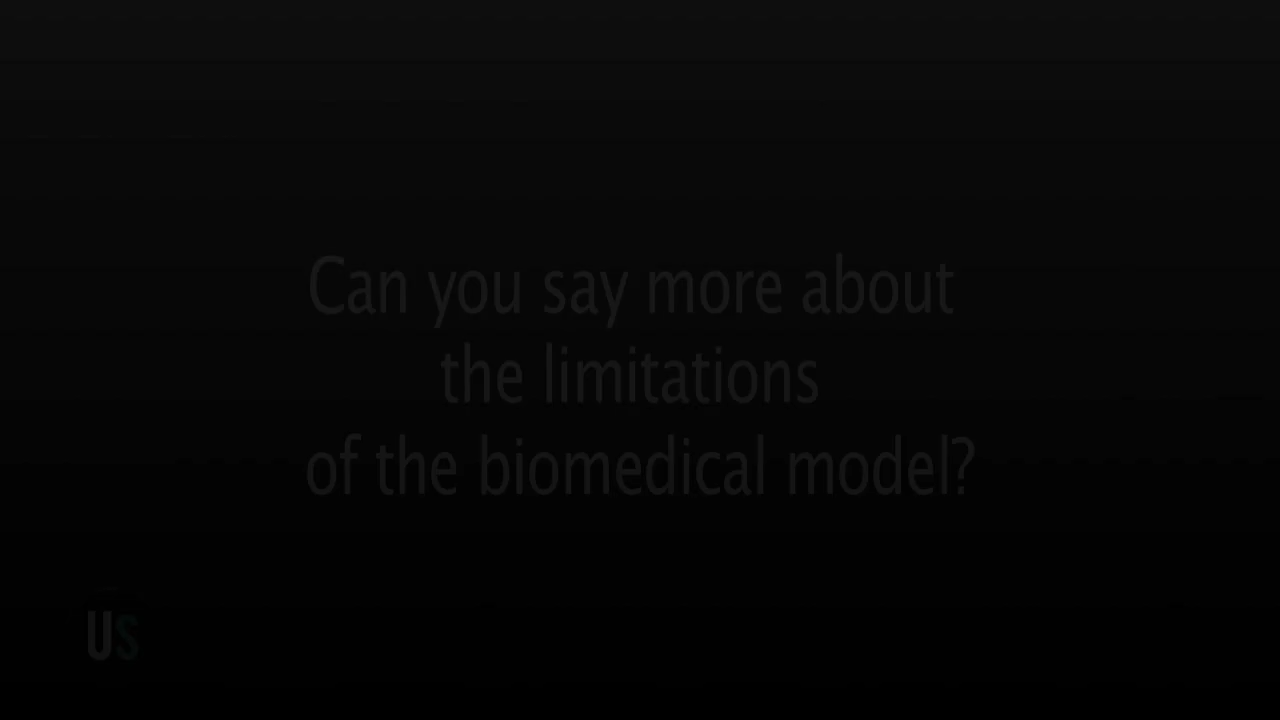 Can you say more about
the limitations
of the biomedical model?
US